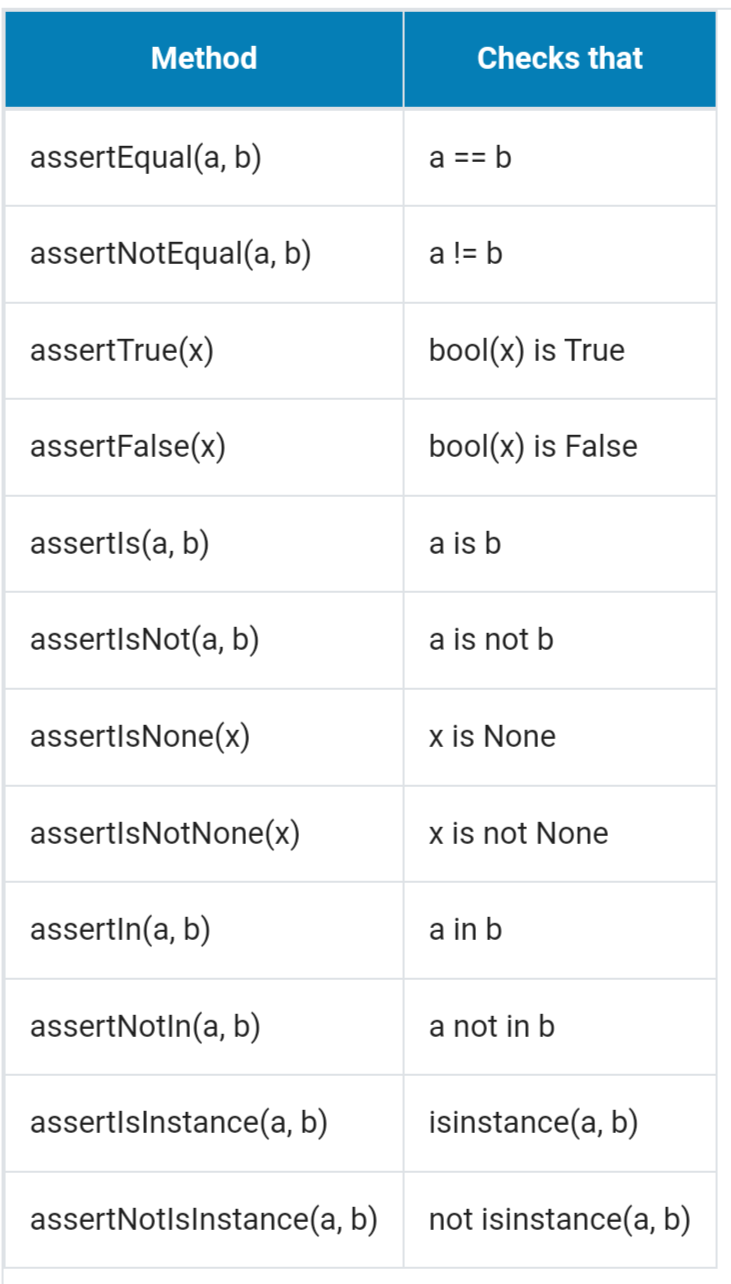 Method Checks that
assertEqual(a, b) a == b
assertNotEqual(a, b) a != b
assertTrue(x) bool(x) is True
assertFalse(x) bool(x) is False
assertIs(a, b) a is b
assertIsNot(a, b) a is not b
assertIsNone(x) x is None
assertIsNotNone(x) x is not None
assertIn(a, b) a in b
assertNotIn(a, b) a not in b
assertIsInstance(a, b) isinstance(a, b)
assertNotIsInstance(a, b) not isinstance(a, b)